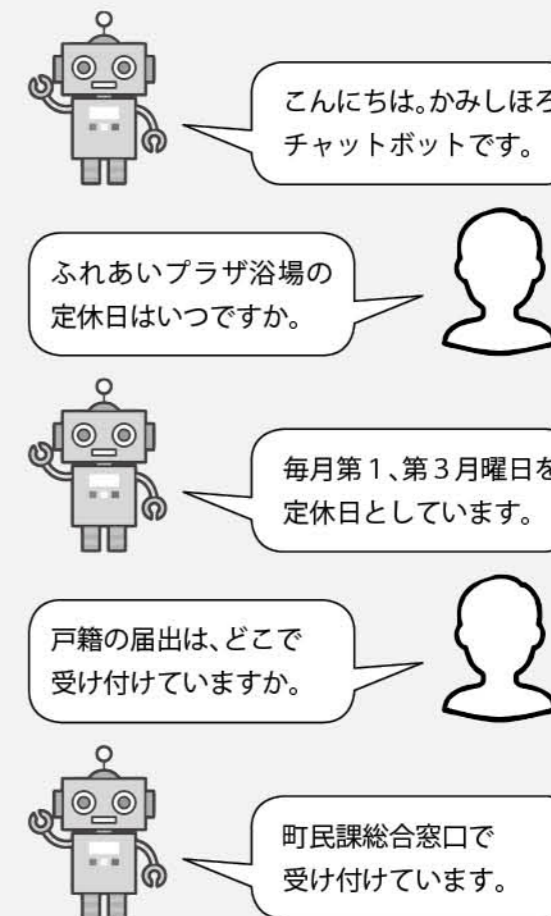 こんにちは。かみしほろ
チャットボットです。
ふれあいプラザ浴場の
定休日はいつですか。
毎月第1、第3月曜日を
定休日としています。
戸籍の届出は、どこで
受け付けていますか。
町民課総合窓口で
受け付けています。